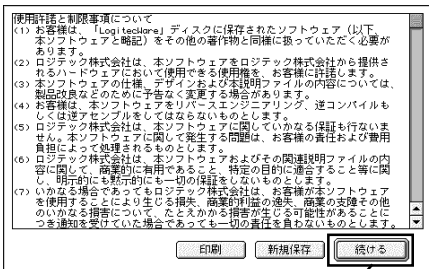 使用許諾と制限事項について
(1) お客様は、「LogitecWare」ディスクに保存されたソフトウェア（以下、
本ソフトウェアと略記）をその他の著作物と同様に扱っていただく必要が
あります。
(2) ロジテック株式会社は、本ソフトウェアをロジテック株式会社から提供さ
れるハードウェアにおいて使用できる使用権を、お客様に許諾します。
(3) 本ソフトウェアの仕様、デザインおよび本説明ファイルの内容については、
製品改良などのために予告なく変更する場合があります。
(4) お客様は、本ソフトウェアをリバースエンジニアリング、逆コンパイルも
しくは逆アセンブルをしてはならないものとします。
(5) ロジテック株式会社は、本ソフトウェアに関していかなる保証も行ないま
せん。本ソフトウェアに関して発生する問題は、お客様の責任および費用
負担によって処理されるものとします。
(6) ロジテック株式会社は、本ソフトウェアおよびその関連説明ファイルの内
容に関して、商業的に有用であること、特定の目的に適合すること等に関
し、明示的にも黙示的にも一切の保証をしないものとします。
(7) いかなる場合であってもロジテック株式会社は、お客様が本ソフトウェア
を使用することにより生じる損失、商業的利益の逸失、商業の支障その他
のいかなる損害について、たとえかかる損害が生じる可能性があることに
つき通知を受けていた場合であっても一切の責任を負わないものとします。
印刷
新規保存
続ける